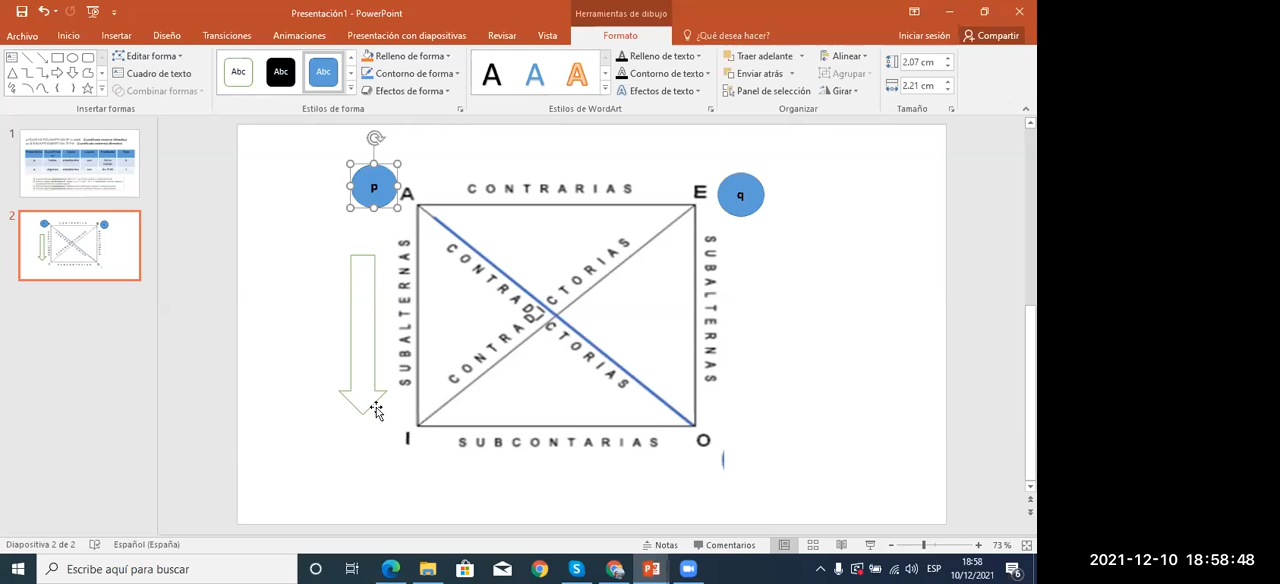 Presentación1 - PowerPoint
Herramientas de dibujo
Archivo Inicio Insertar Diseño Transiciones Animaciones Presentación con diapositivas Revisar Vista Formato ¿Qué desea hacer? Iniciar sesión Compartir
Editar forma
Cuadro de texto
Combinar formas
Insertar formas
Abc Abc Abc
Relleno de forma
Contorno de forma
Efectos de forma
Estilos de forma
A A A
Relleno de texto
Contorno de texto
Efectos de texto
Estilos de WordArt
Traer adelante
Enviar atrás
Panel de selección
Alinear
Agrupar
Girar
Organizar
2.07 cm
2.21 cm
Tamaño
1
2
p
A
CONTRARIAS
E
q
SUBALTERNAS
CONTRADICTORIAS
CONTRADICTORIAS
SUBALTERNAS
I
SUBCONTARIAS
O
Diapositiva 2 de 2 Español (España) Notas Comentarios 73 %
Escribe aquí para buscar
ESP
18:58
10/12/2021
6
2021-12-10 18:58:48